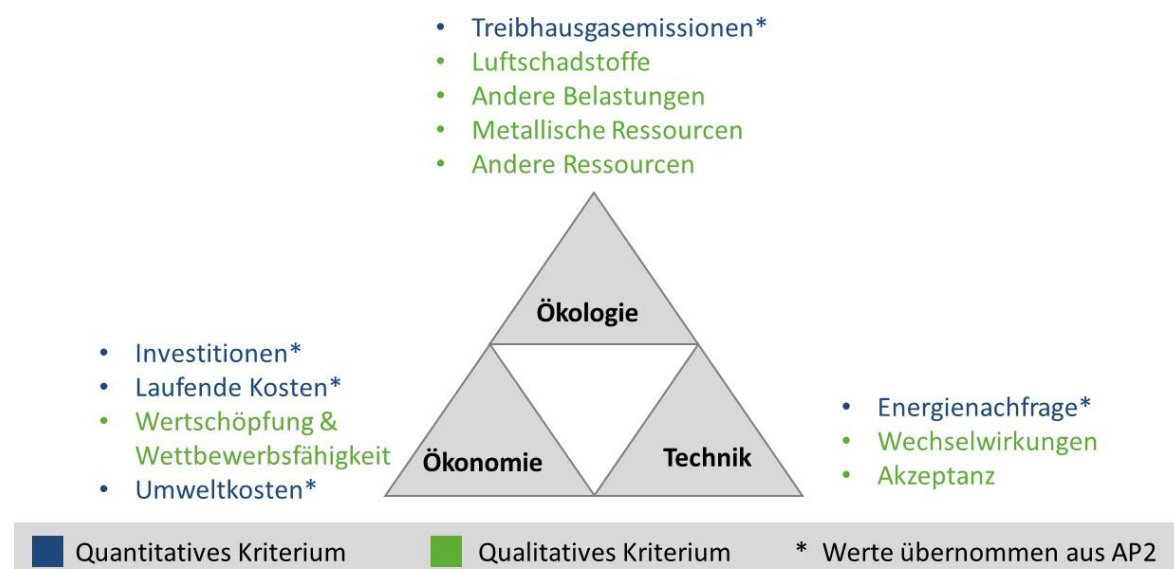 • Treibhausgasemissionen*
• Luftschadstoffe
• Andere Belastungen
• Metallische Ressourcen
• Andere Ressourcen
Ökologie
• Investitionen*
• Laufende Kosten*
• Wertschöpfung &
Wettbewerbsfähigkeit
• Umweltkosten*
Ökonomie
Technik
• Energienachfrage*
• Wechselwirkungen
• Akzeptanz
Quantitatives Kriterium
Qualitatives Kriterium
* Werte übernommen aus AP2